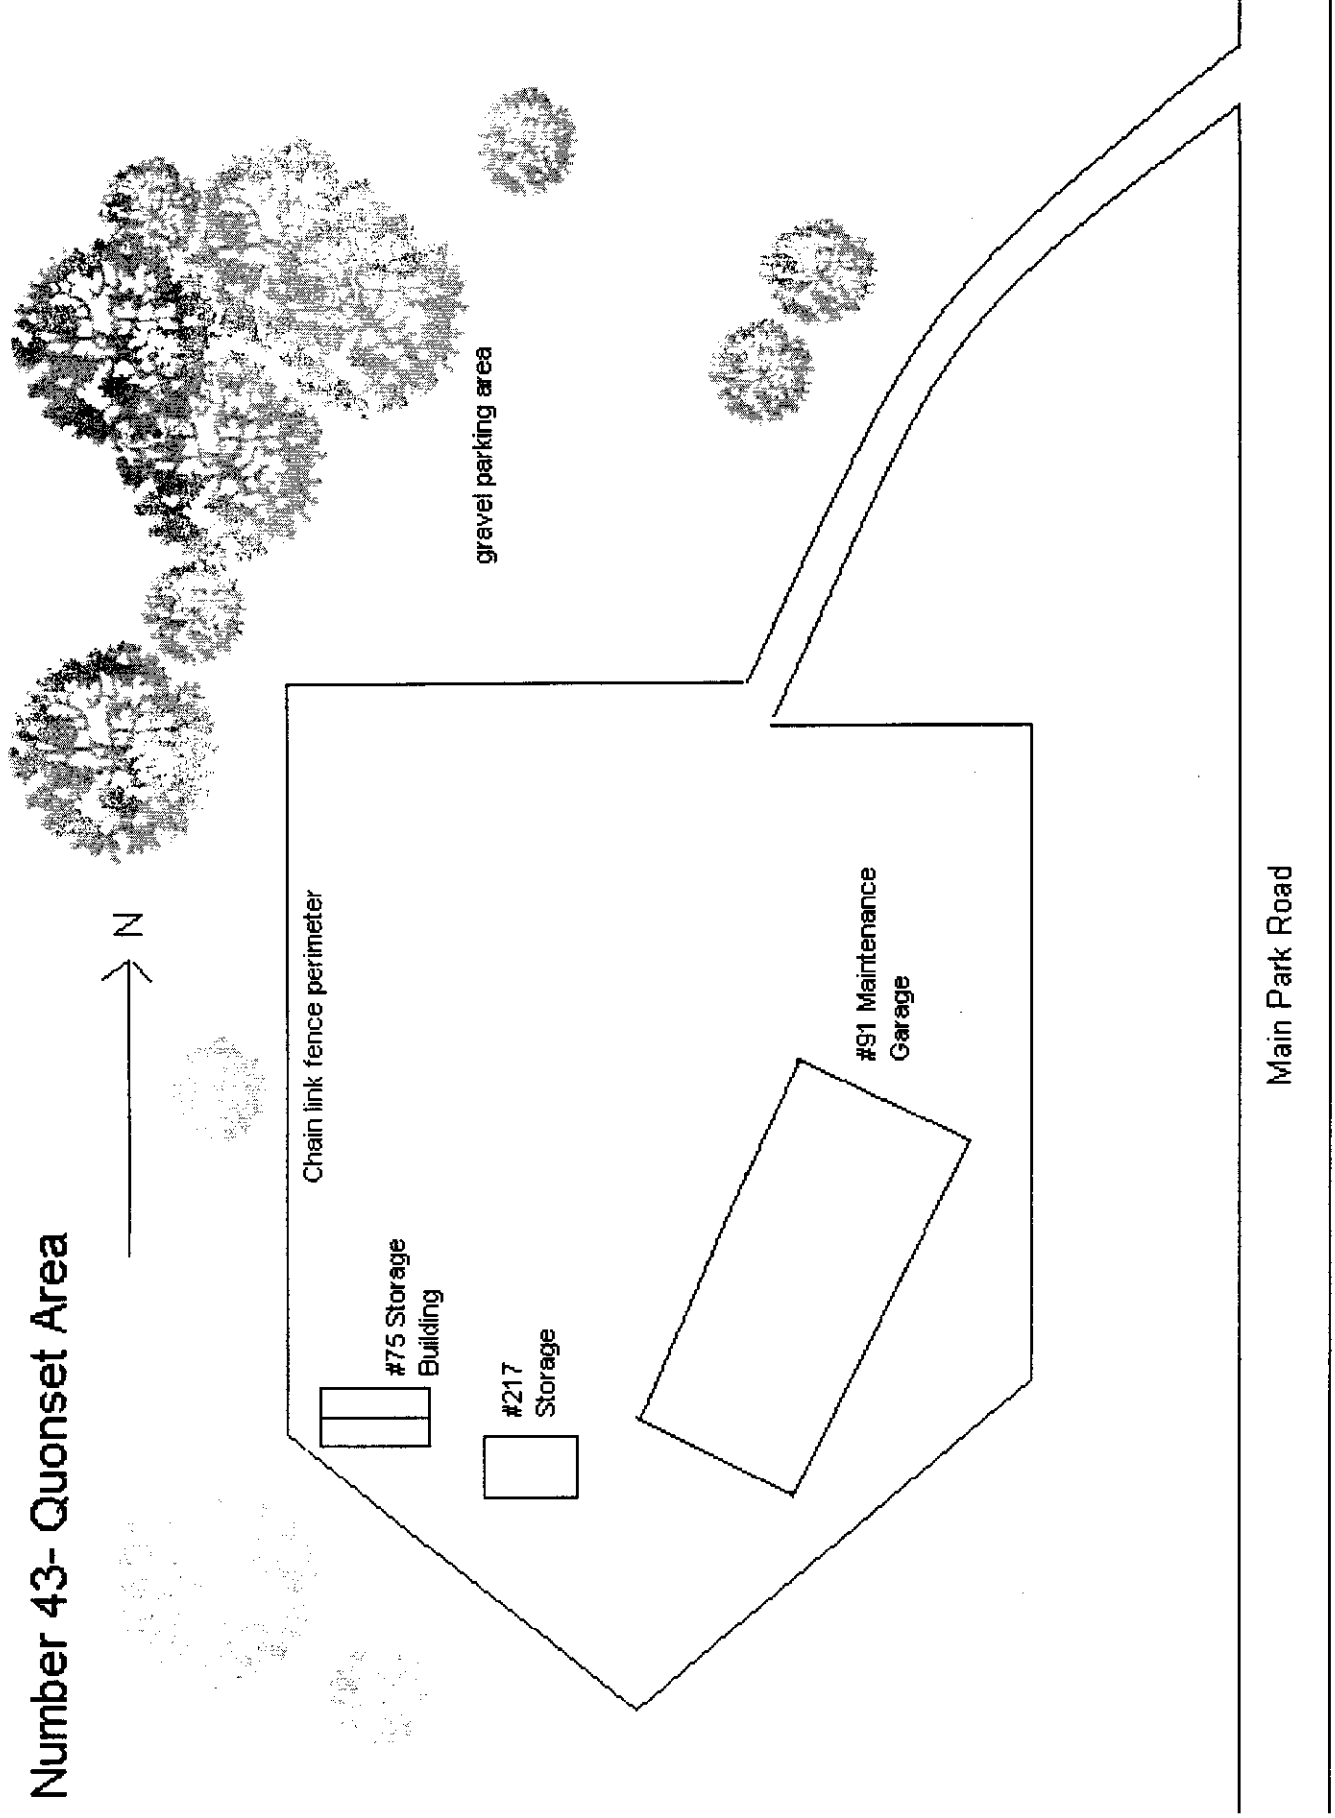 Number 43- Quonset Area
N
Chain link fence perimeter
gravel parking area
#75 Storage
Building
#217
Storage
#91 Maintenance
Garage
Main Park Road